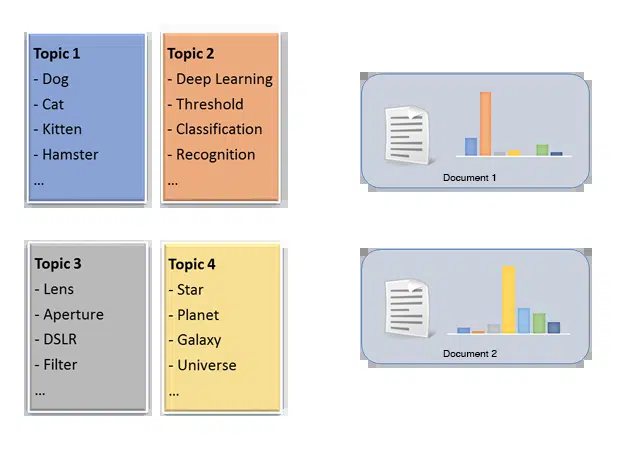 Topic 1
- Dog
- Cat
- Kitten
- Hamster
...
Topic 2
- Deep Learning
- Threshold
- Classification
- Recognition
...
Document 1
Topic 3
- Lens
- Aperture
- DSLR
- Filter
...
Topic 4
- Star
- Planet
- Galaxy
- Universe
...
Document 2